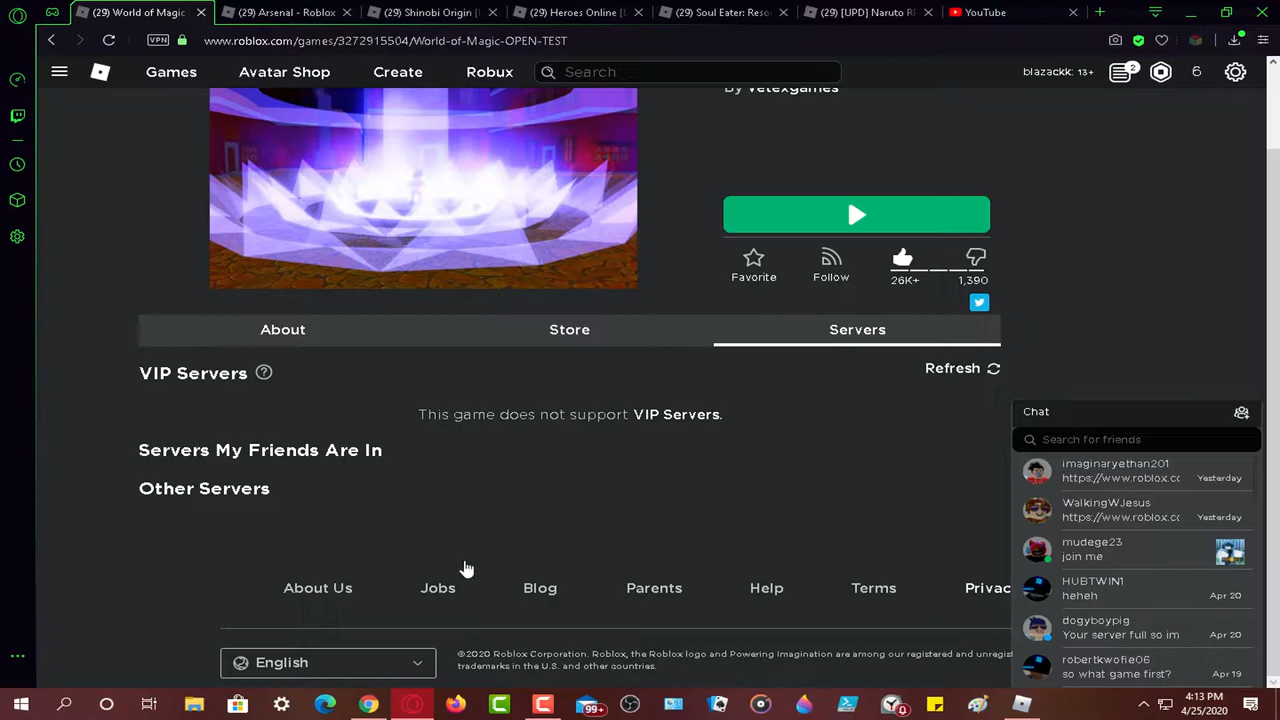 (29) World of Magic
(29) Arsenal - Roblox
(29) Shinobi Origin [
(29) Heroes Online [
(29) Soul Eater: Reso
(29) [UPD] Naruto R
YouTube
VPN
www.roblox.com/games/3272915504/World-of-Magic-OPEN-TEST
Games
Avatar Shop
Create
Robux
Search
blazackk: 13+
2
6
By vetexgames
Favorite
Follow
26K+
1,390
About
Store
Servers
VIP Servers
Refresh
This game does not support VIP Servers.
Servers My Friends Are In
Other Servers
Chat
Search for friends
imaginaryethan201
https://www.roblox.cc
Yesterday
WalkingWJesus
https://www.roblox.cc
Yesterday
mudege23
join me
HUBTWIN1
heheh
Apr 20
dogyboypig
Your server full so im
Apr 20
robertkwofie06
so what game first?
Apr 19
About Us
Jobs
Blog
Parents
Help
Terms
Privac
English
©2020 Roblox Corporation. Roblox, the Roblox logo and Powering Imagination are among our registered and unregist
trademarks in the U.S. and other countries.
99+
0
4:13 PM
4/25/2020